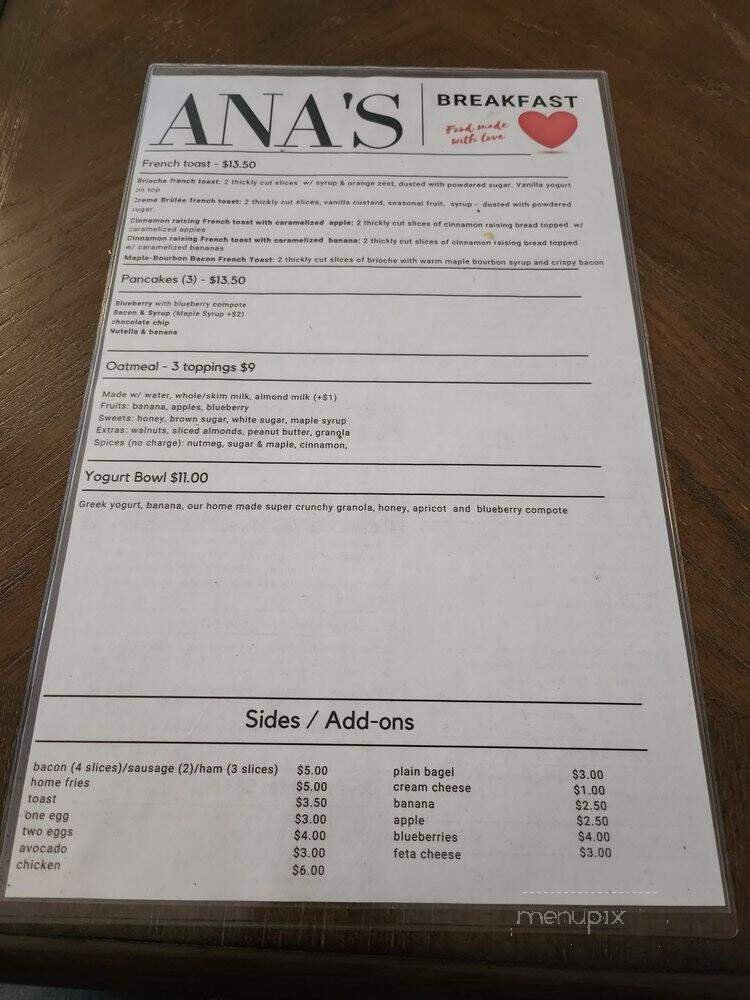 ANA'S
BREAKFAST
Food made
with love
French toast - $13.50
Brioche french toast: 2 thickly cut slices w/ syrup & orange zest, dusted with powdered sugar. Vanilla yogurt
on top
Creme Brûlée french toast: 2 thickly cut slices, vanilla custard, seasonal fruit, syrup - dusted with powdered
sugar.
Cinnamon raising French toast with caramelized apple: 2 thickly cut slices of cinnamon raising bread topped w/
caramelized apples
Cinnamon raising French toast with caramelized banana: 2 thickly cut slices of cinnamon raising bread topped
w/ caramelized bananas
Maple-Bourbon Bacon French Toast: 2 thickly cut slices of brioche with warm maple bourbon syrup and crispy bacon
Pancakes (3) - $13.50
Blueberry with blueberry compote
Bacon & Syrup (Maple Syrup +$2)
chocolate chip
Nutella & banana
Oatmeal - 3 toppings $9
Made w/ water, whole/skim milk, almond milk (+$1)
Fruits: banana, apples, blueberry
Sweets: honey, brown sugar, white sugar, maple syrup
Extras: walnuts, sliced almonds, peanut butter, granola
Spices (no charge): nutmeg, sugar & maple, cinnamon,
Yogurt Bowl $11.00
Greek yogurt, banana, our home made super crunchy granola, honey, apricot and blueberry compote
Sides / Add-ons
bacon (4 slices)/sausage (2)/ham (3 slices) $5.00
home fries $5.00
toast $3.50
one egg $3.00
two eggs $4.00
avocado $3.00
chicken $6.00
plain bagel $3.00
cream cheese $1.00
banana $2.50
apple $2.50
blueberries $4.00
feta cheese $3.00
menupix